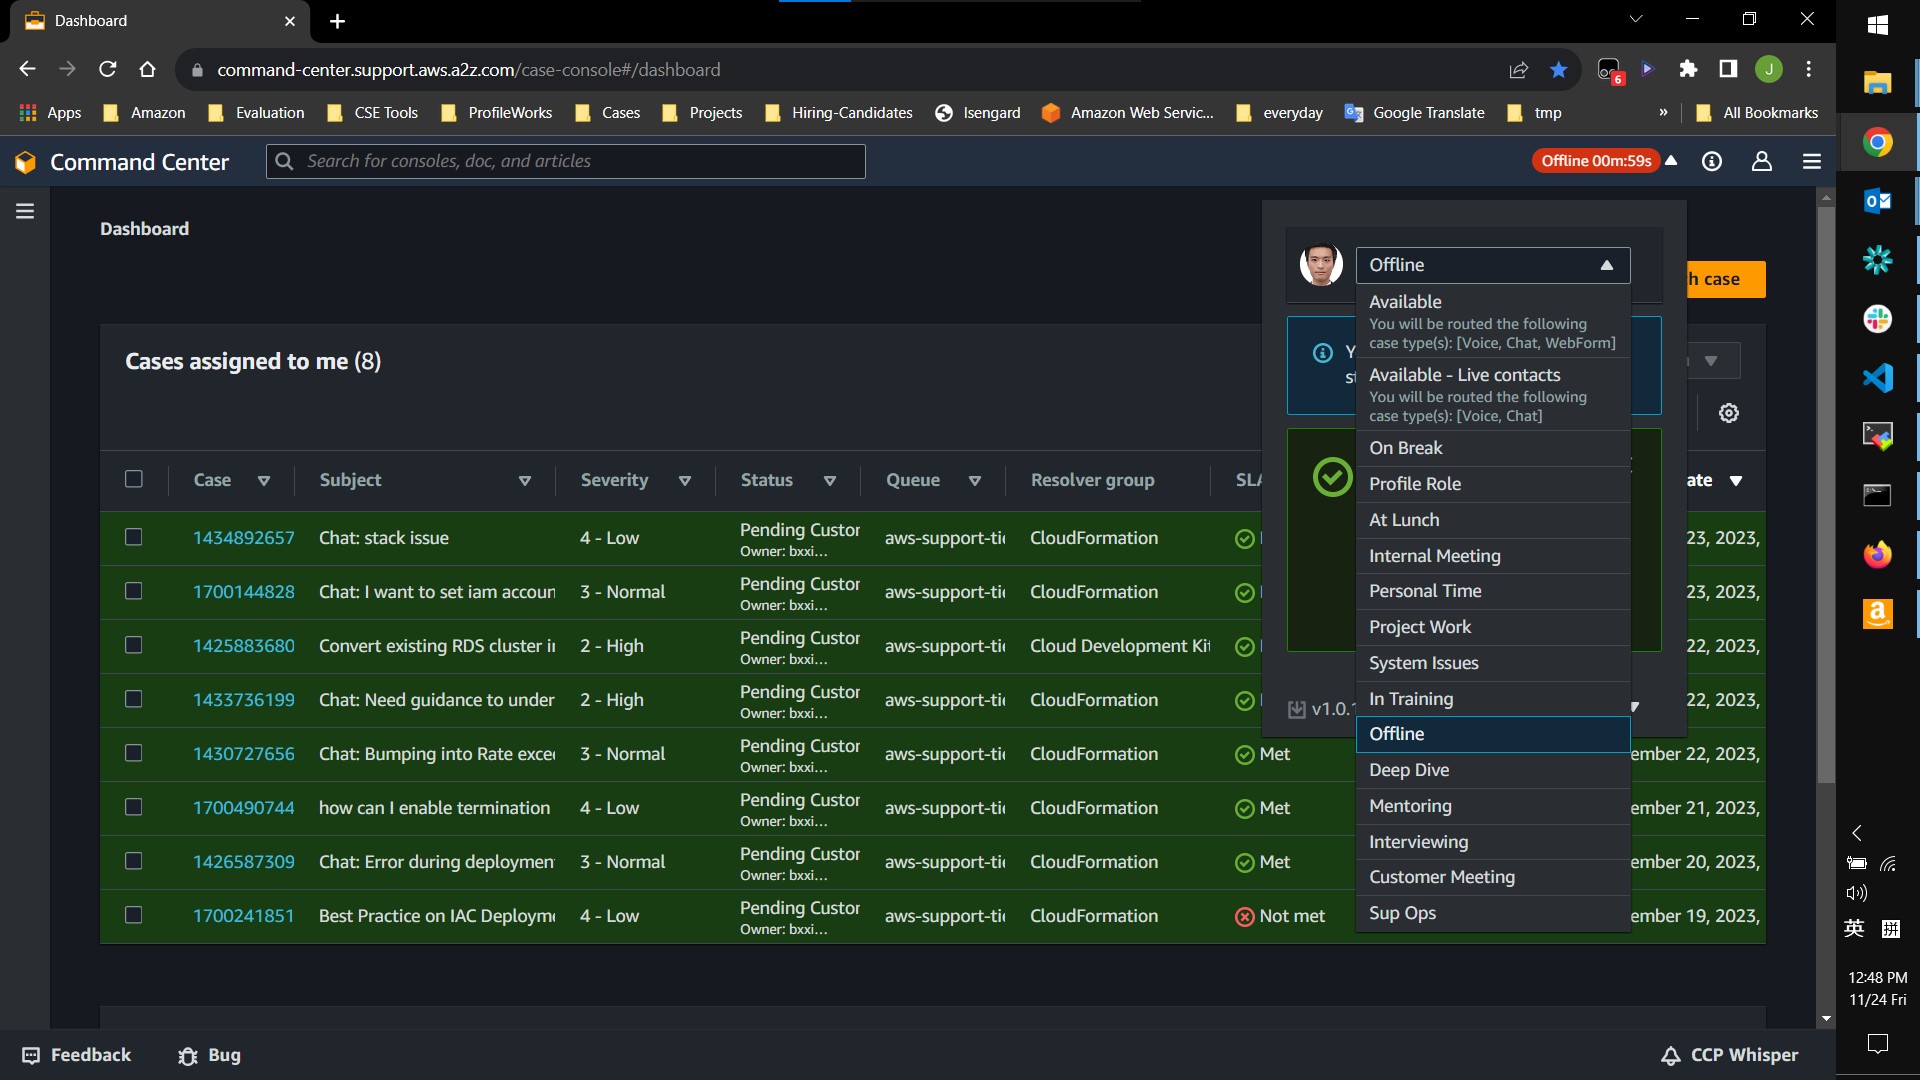 Dashboard
command-center.support.aws.a2z.com/case-console#/dashboard
6
J
Apps
Amazon
Evaluation
CSE Tools
ProfileWorks
Cases
Projects
Hiring-Candidates
Isengard
Amazon Web Servic...
everyday
Google Translate
tmp
»
All Bookmarks
Command Center
Search for consoles, doc, and articles
Offline 00m:59s
Dashboard
Offline
h case
Available
You will be routed the following
case type(s): [Voice, Chat, WebForm]
Available - Live contacts
You will be routed the following
case type(s): [Voice, Chat]
On Break
Profile Role
At Lunch
Internal Meeting
Personal Time
Project Work
System Issues
In Training
Offline
Deep Dive
Mentoring
Interviewing
Customer Meeting
Sup Ops
v1.0.
Cases assigned to me (8)
Case Subject Severity Status Queue Resolver group SLA ate
1434892657 Chat: stack issue 4 - Low Pending Custor aws-support-tie CloudFormation 23, 2023,
Owner: bxxi...
1700144828 Chat: I want to set iam accoun 3 - Normal Pending Custor aws-support-tie CloudFormation 23, 2023,
Owner: bxxi...
1425883680 Convert existing RDS cluster in 2 - High Pending Custor aws-support-tie Cloud Development Kit 22, 2023,
Owner: bxxi...
1433736199 Chat: Need guidance to under 2 - High Pending Custor aws-support-tie CloudFormation 22, 2023,
Owner: bxxi...
1430727656 Chat: Bumping into Rate exce 3 - Normal Pending Custor aws-support-tie CloudFormation Met ember 22, 2023,
Owner: bxxi...
1700490744 how can I enable termination 4 - Low Pending Custor aws-support-tie CloudFormation Met ember 21, 2023,
Owner: bxxi...
1426587309 Chat: Error during deploymen 3 - Normal Pending Custor aws-support-tie CloudFormation Met ember 20, 2023,
Owner: bxxi...
1700241851 Best Practice on IAC Deployme 4 - Low Pending Custor aws-support-tie CloudFormation Not met ember 19, 2023,
Owner: bxxi...
Feedback
Bug
CCP Whisper
英 拼
12:48 PM
11/24 Fri